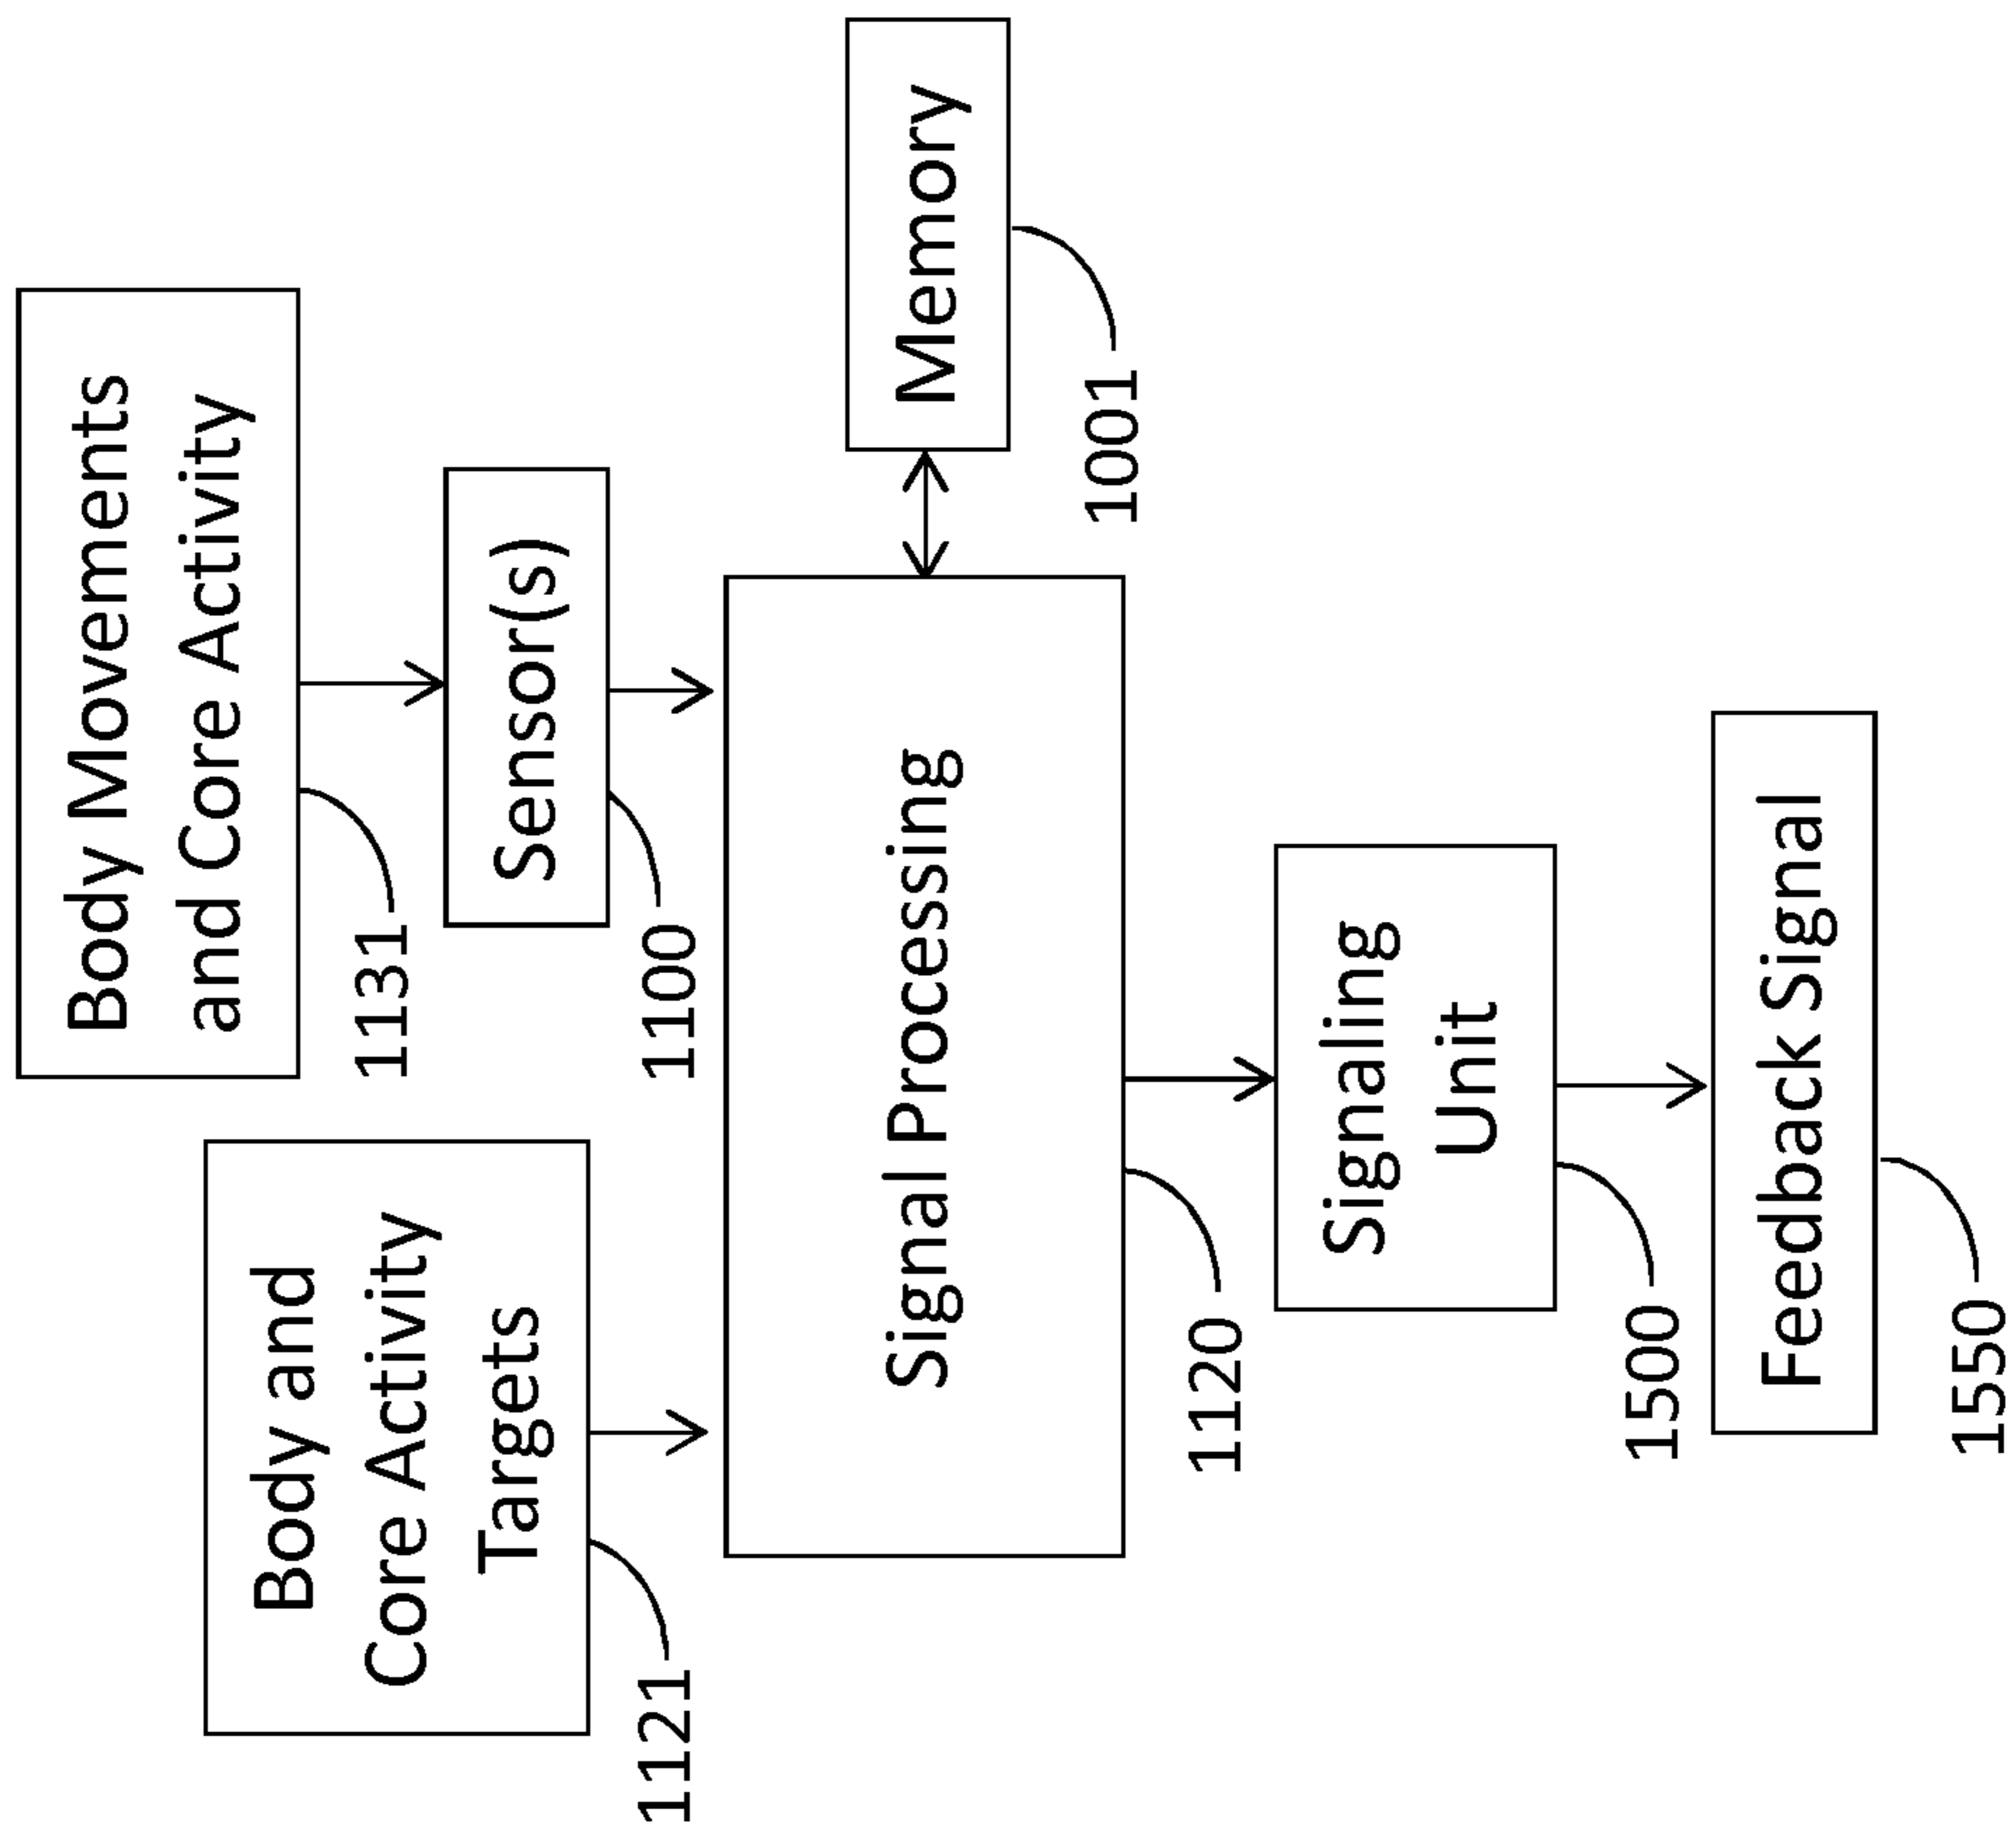 Body Movements
and Core Activity
1131
Body and
Core Activity
Targets
1121
Sensor(s)
1100
Signal Processing
1120
Memory
1001
Signaling
Unit
1500
Feedback Signal
1550